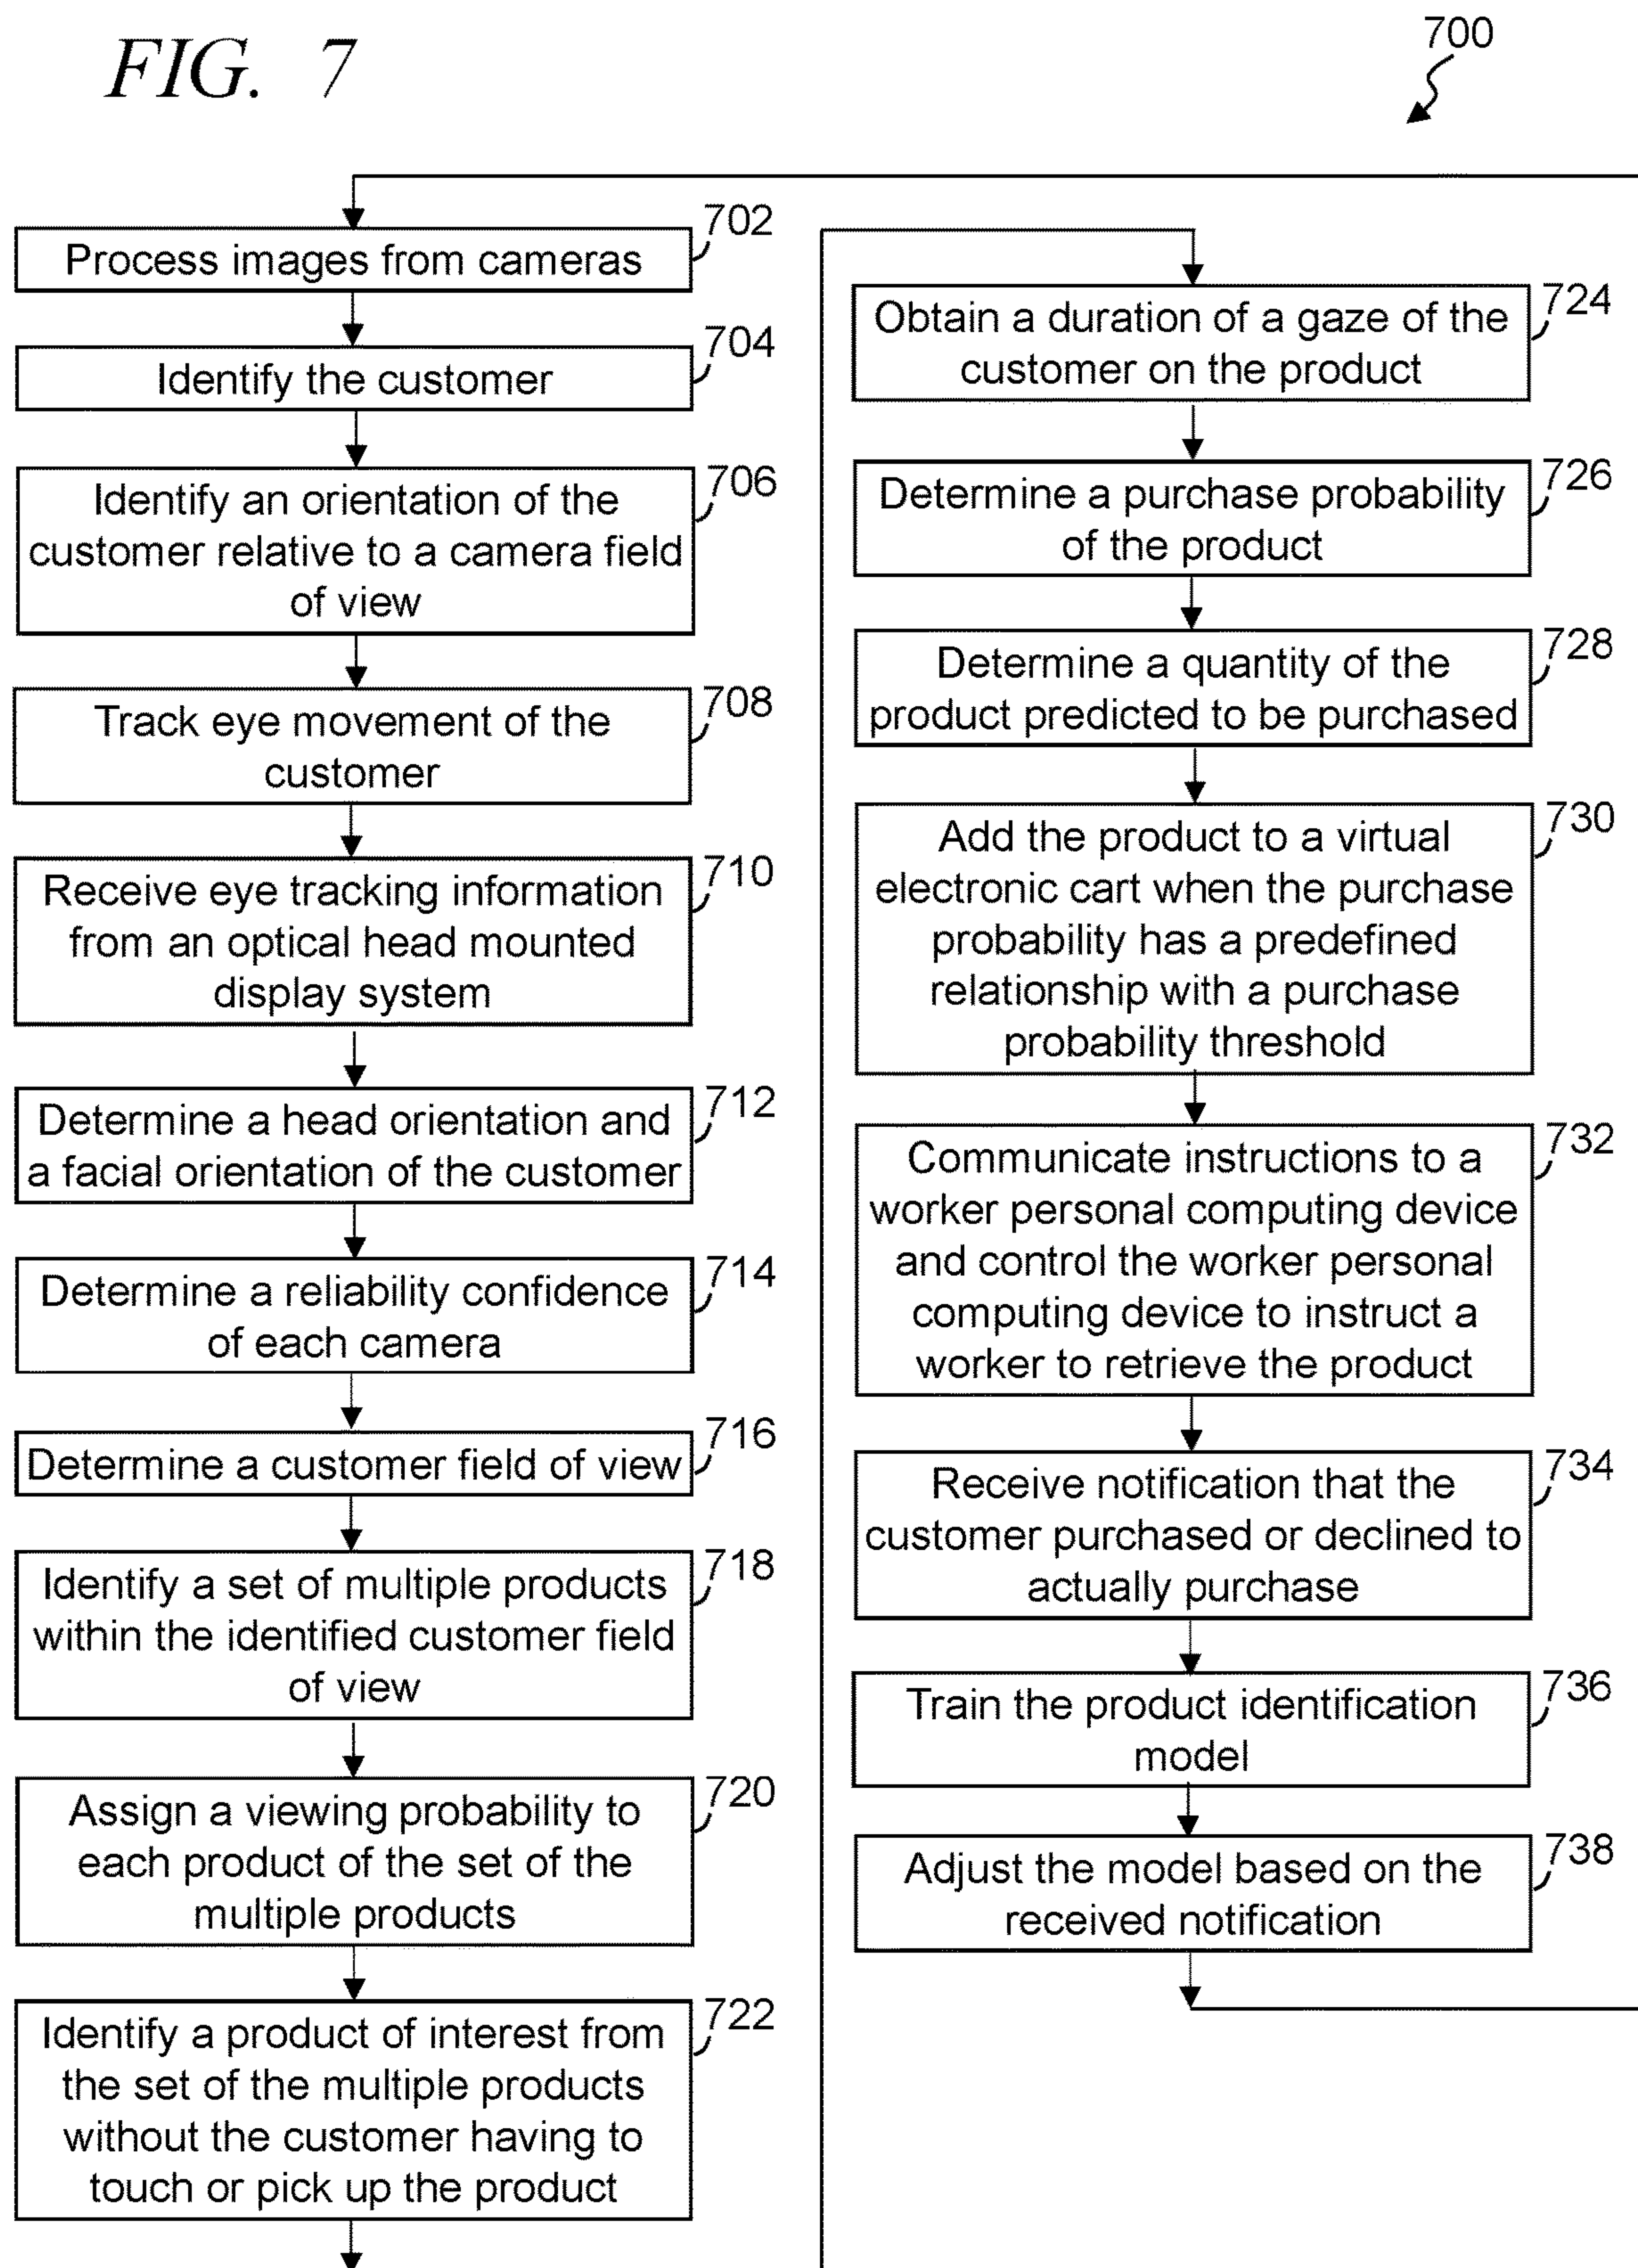 FIG. 7
700
702
Process images from cameras
704
Identify the customer
706
Identify an orientation of the
customer relative to a camera field
of view
708
Track eye movement of the
customer
710
Receive eye tracking information
from an optical head mounted
display system
712
Determine a head orientation and
a facial orientation of the customer
714
Determine a reliability confidence
of each camera
716
Determine a customer field of view
718
Identify a set of multiple products
within the identified customer field
of view
720
Assign a viewing probability to
each product of the set of the
multiple products
722
Identify a product of interest from
the set of the multiple products
without the customer having to
touch or pick up the product
724
Obtain a duration of a gaze of the
customer on the product
726
Determine a purchase probability
of the product
728
Determine a quantity of the
product predicted to be purchased
730
Add the product to a virtual
electronic cart when the purchase
probability has a predefined
relationship with a purchase
probability threshold
732
Communicate instructions to a
worker personal computing device
and control the worker personal
computing device to instruct a
worker to retrieve the product
734
Receive notification that the
customer purchased or declined to
actually purchase
736
Train the product identification
model
738
Adjust the model based on the
received notification